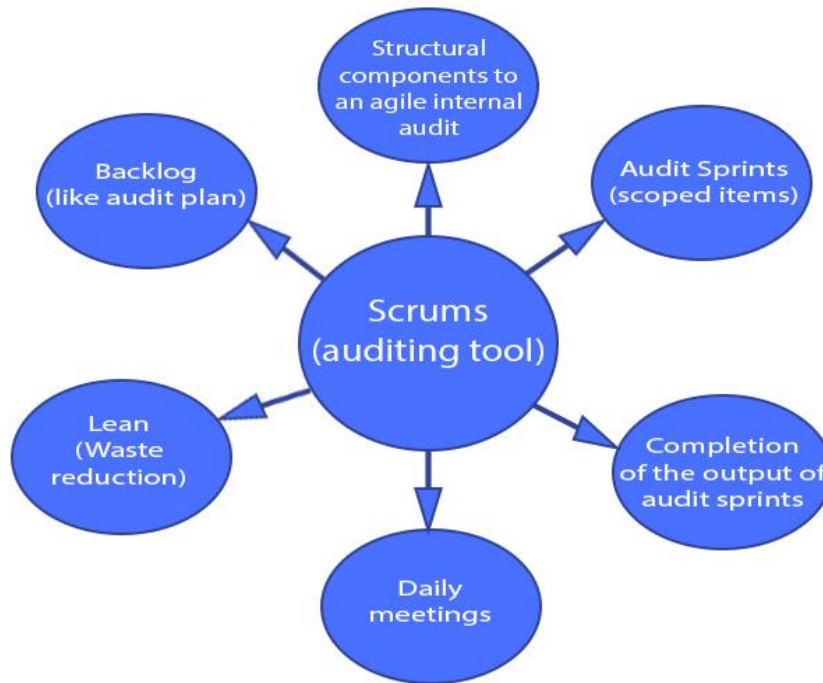 Structural
components to
an agile internal
audit
Backlog
(like audit plan)
Audit Sprints
(scoped items)
Scrums
(auditing tool)
Lean
(Waste
reduction)
Completion
of the output of
audit sprints
Daily
meetings